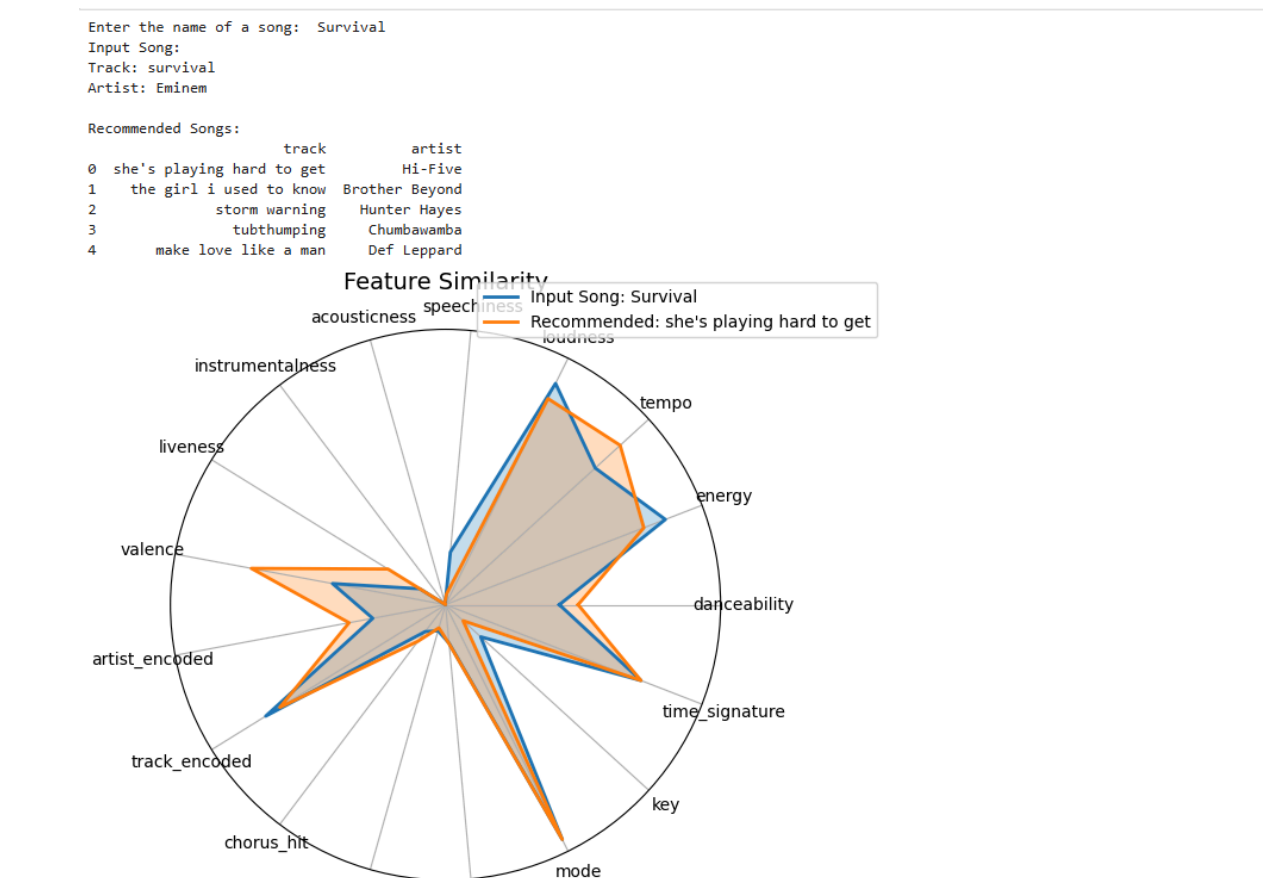 Enter the name of a song:  Survival
Input Song:
Track: survival
Artist: Eminem
Recommended Songs:
track artist
0 she's playing hard to get Hi-Five
1 the girl i used to know Brother Beyond
2 storm warning Hunter Hayes
3 tubthumping Chumbawamba
4 make love like a man Def Leppard
Feature Similarity
Input Song: Survival
Recommended: she's playing hard to get
speechiness
acousticness
loudness
instrumentalness
tempo
liveness
energy
valence
danceability
artist_encoded
time_signature
track_encoded
key
chorus_hit
mode